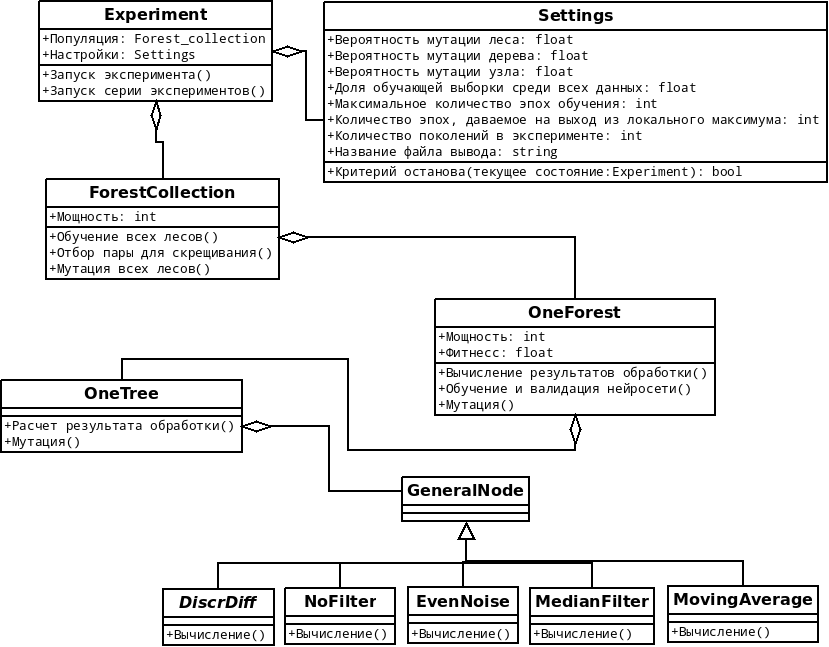 Experiment
+Популяция: Forest_collection
+Настройки: Settings
+Запуск эксперимента()
+Запуск серии экспериментов()
Settings
+Вероятность мутации леса: float
+Вероятность мутации дерева: float
+Вероятность мутации узла: float
+Доля обучающей выборки среди всех данных: float
+Максимальное количество эпох обучения: int
+Количество эпох, даваемое на выход из локального максимума: int
+Количество поколений в эксперименте: int
+Название файла вывода: string
+Критерий останова(текущее состояние:Experiment): bool
ForestCollection
+Мощность: int
+Обучение всех лесов()
+Отбор пары для скрещивания()
+Мутация всех лесов()
OneForest
+Мощность: int
+Фитнесс: float
+Вычисление результатов обработки()
+Обучение и валидация нейросети()
+Мутация()
OneTree
+Расчет результата обработки()
+Мутация()
GeneralNode
DiscrDiff
+Вычисление()
NoFilter
+Вычисление()
EvenNoise
+Вычисление()
MedianFilter
+Вычисление()
MovingAverage
+Вычисление()